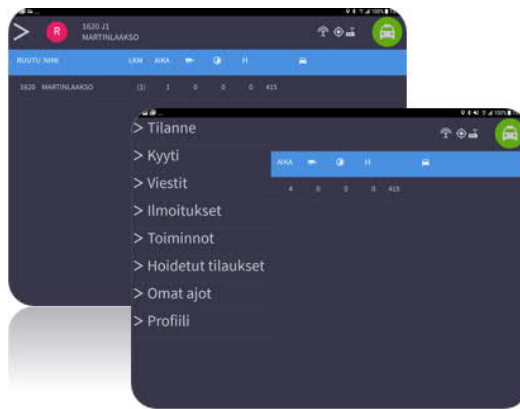 R
1620 J1
MARTINLAAKSO
RUUTU NIMI LKM AIKA H
1620 MARTINLAAKSO (1) 1 0 0 0 415
> Tilanne
> Kyyti
> Viestit
> Ilmoitukset
> Toiminnot
> Hoidetut tilaukset
> Omat ajot
> Profiili
AIKA H
4 0 0 0 415